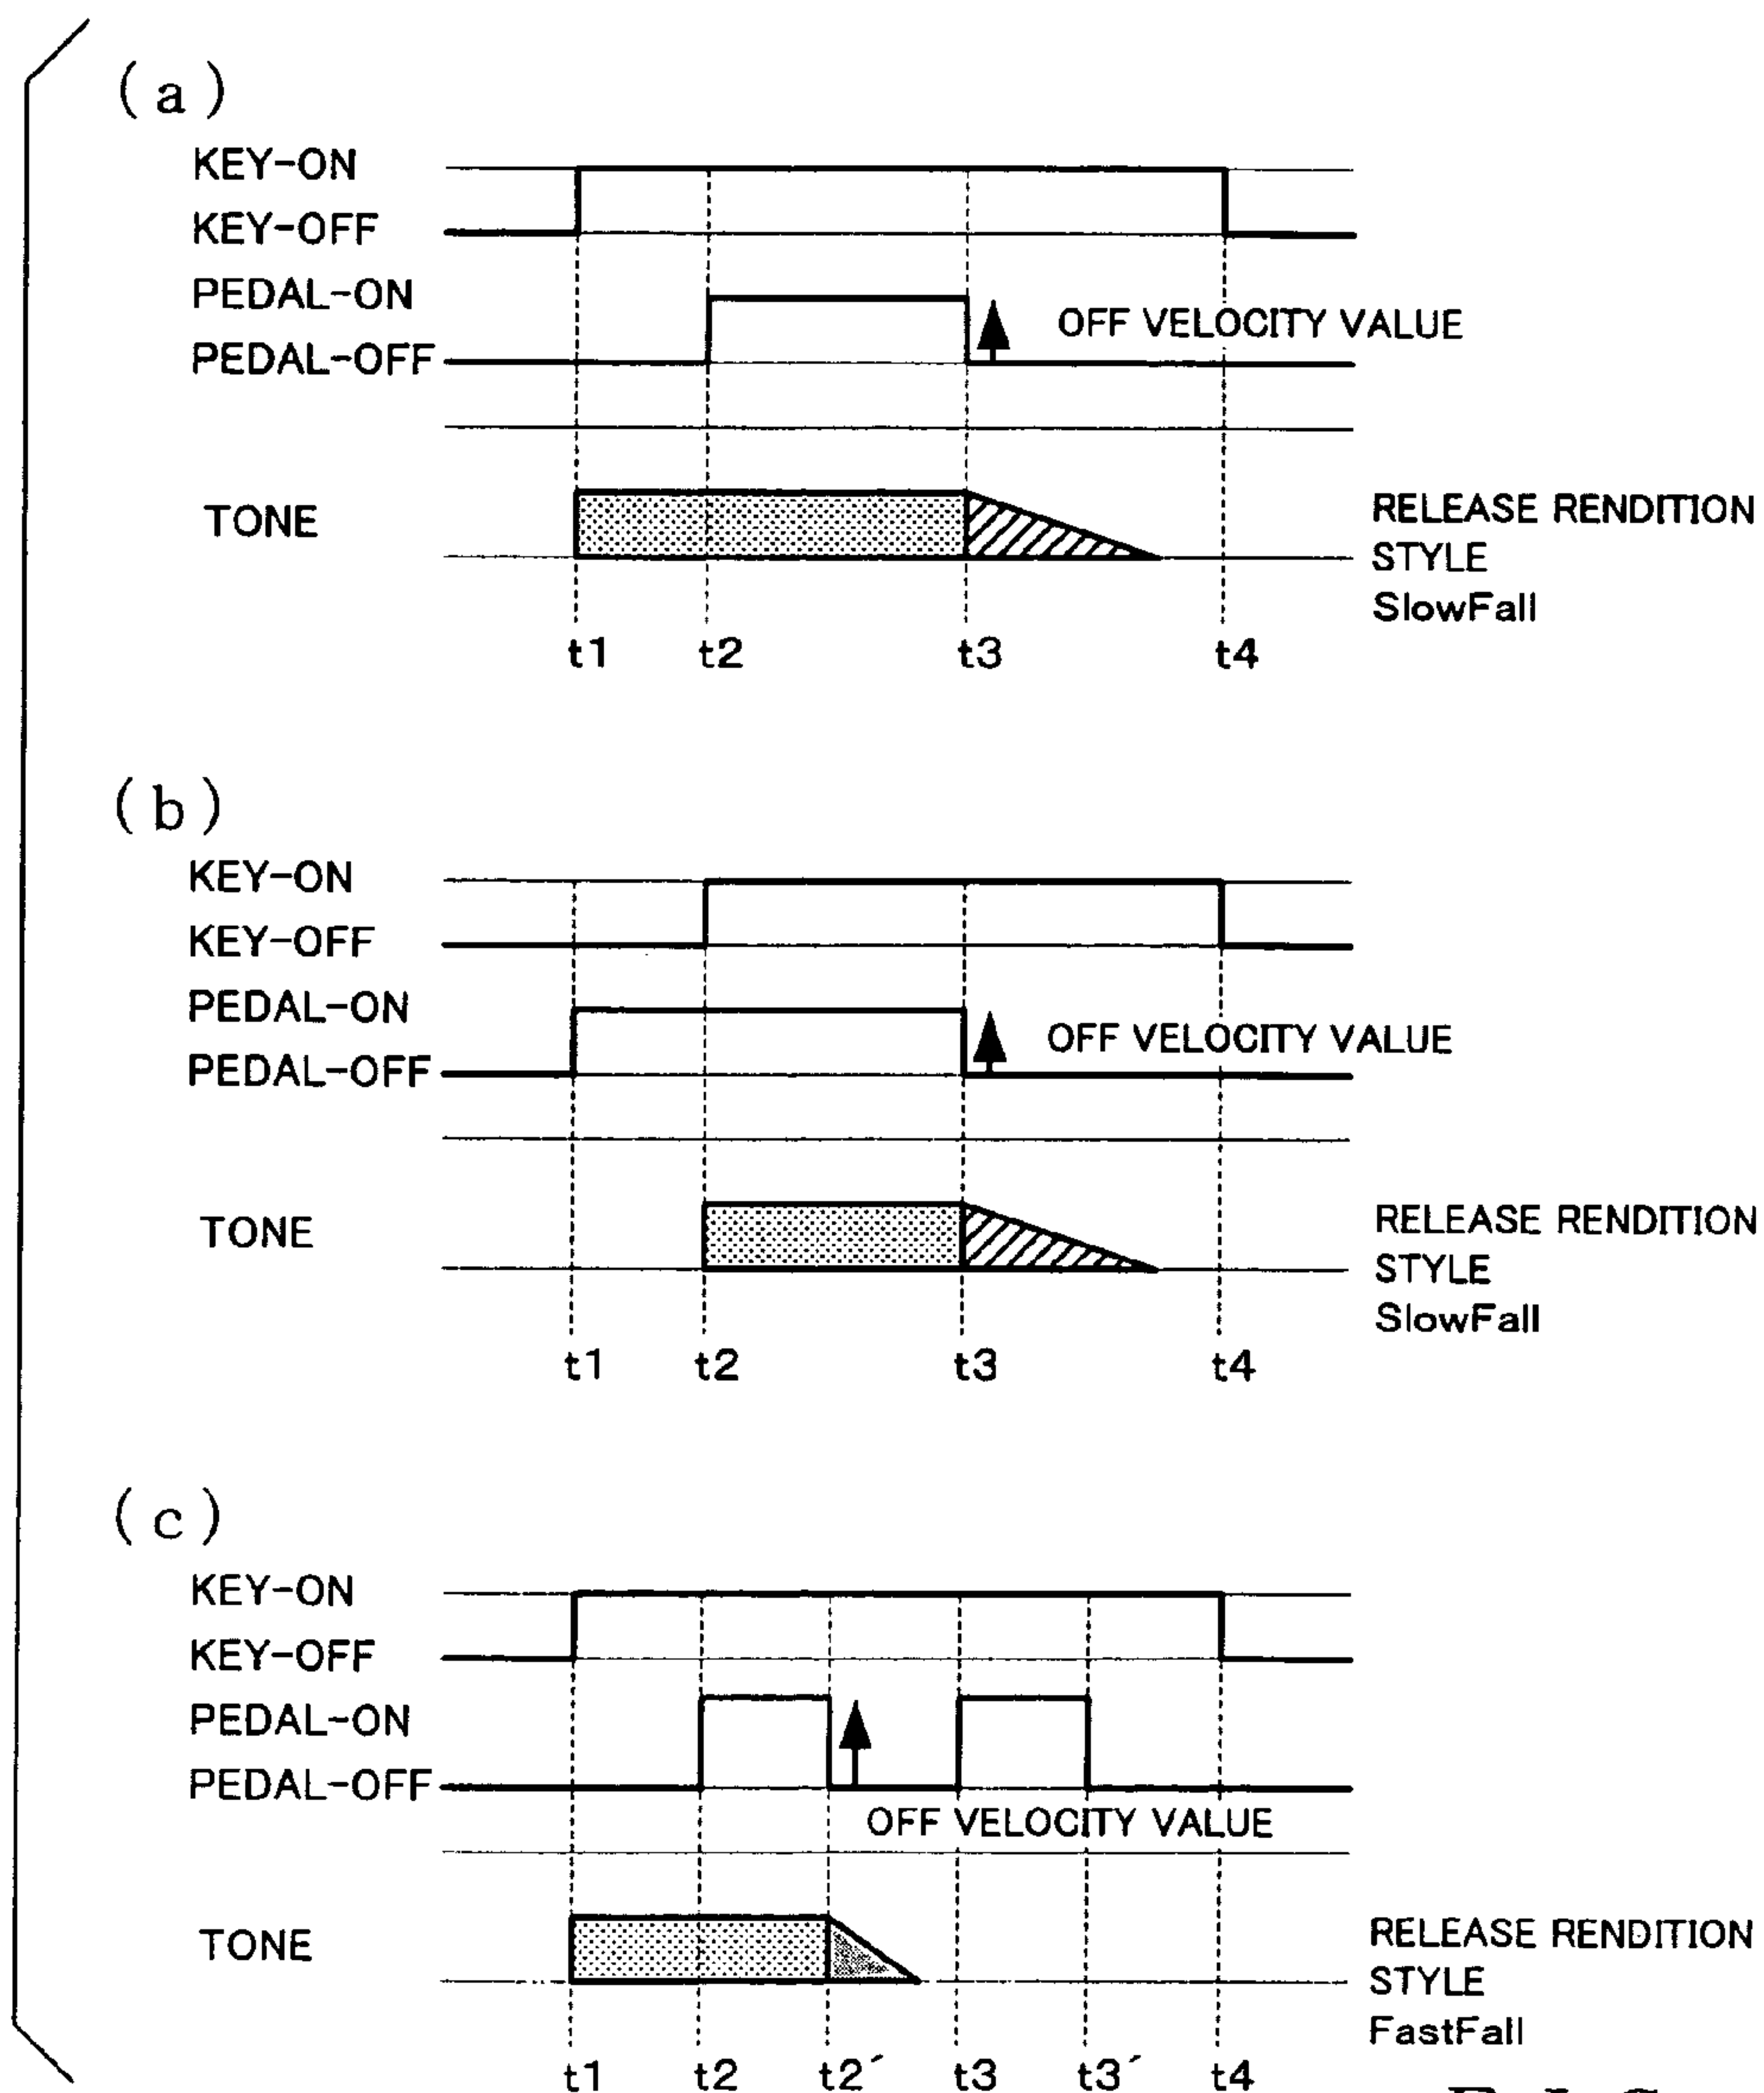 (a)
KEY-ON
KEY-OFF
PEDAL-ON
PEDAL-OFF
OFF VELOCITY VALUE
TONE
RELEASE RENDITION
STYLE
SlowFall
t1 t2 t3 t4
(b)
KEY-ON
KEY-OFF
PEDAL-ON
PEDAL-OFF
OFF VELOCITY VALUE
TONE
RELEASE RENDITION
STYLE
SlowFall
t1 t2 t3 t4
(c)
KEY-ON
KEY-OFF
PEDAL-ON
PEDAL-OFF
OFF VELOCITY VALUE
TONE
RELEASE RENDITION
STYLE
FastFall
t1 t2 t2´ t3 t3´ t4